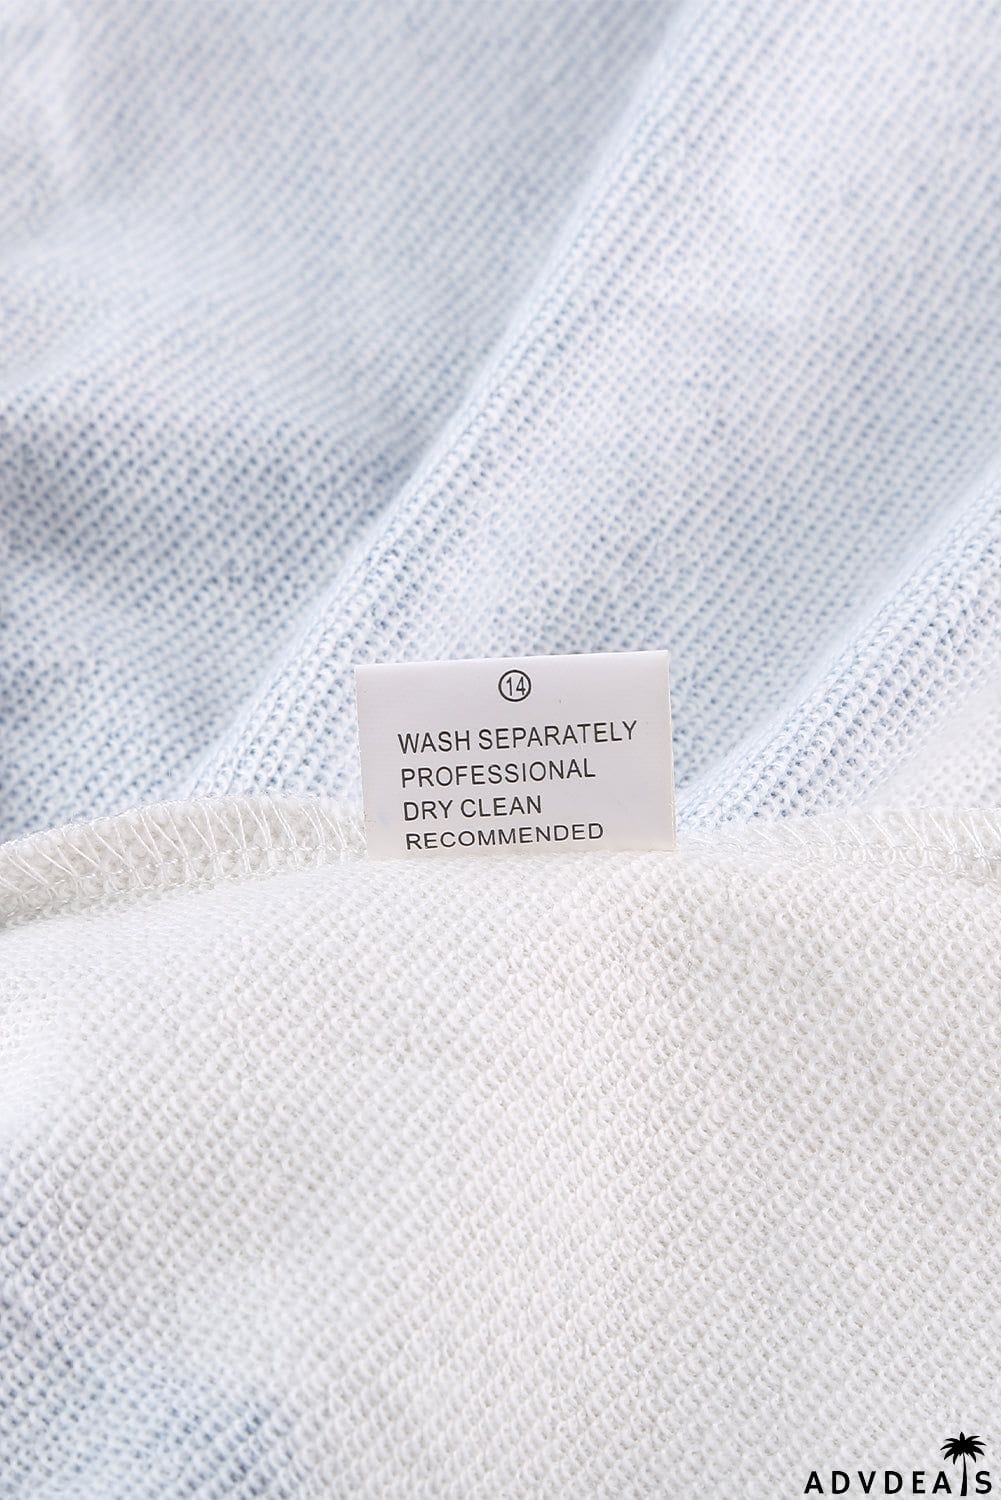 14
WASH SEPARATELY
PROFESSIONAL
DRY CLEAN
RECOMMENDED
ADVDEALS